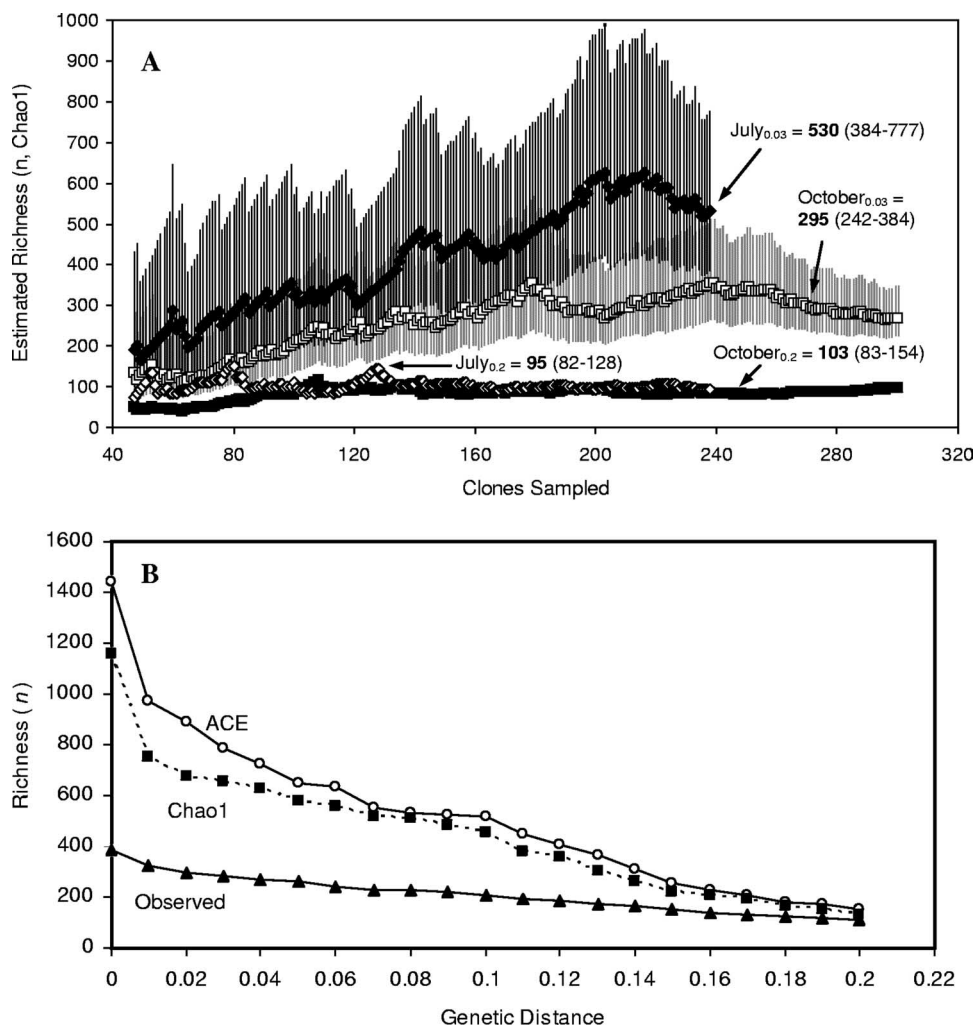 A
Estimated Richness (n, Chao1)
1000
900
800
700
600
500
400
300
200
100
0
July0.03 = 530 (384-777)
October0.03 =
295 (242-384)
July0.2 = 95 (82-128)
October0.2 = 103 (83-154)
40 80 120 160 200 240 280 320
Clones Sampled
B
Richness (n)
1600
1400
1200
1000
800
600
400
200
0
ACE
Chao1
Observed
0 0.02 0.04 0.06 0.08 0.1 0.12 0.14 0.16 0.18 0.2 0.22
Genetic Distance